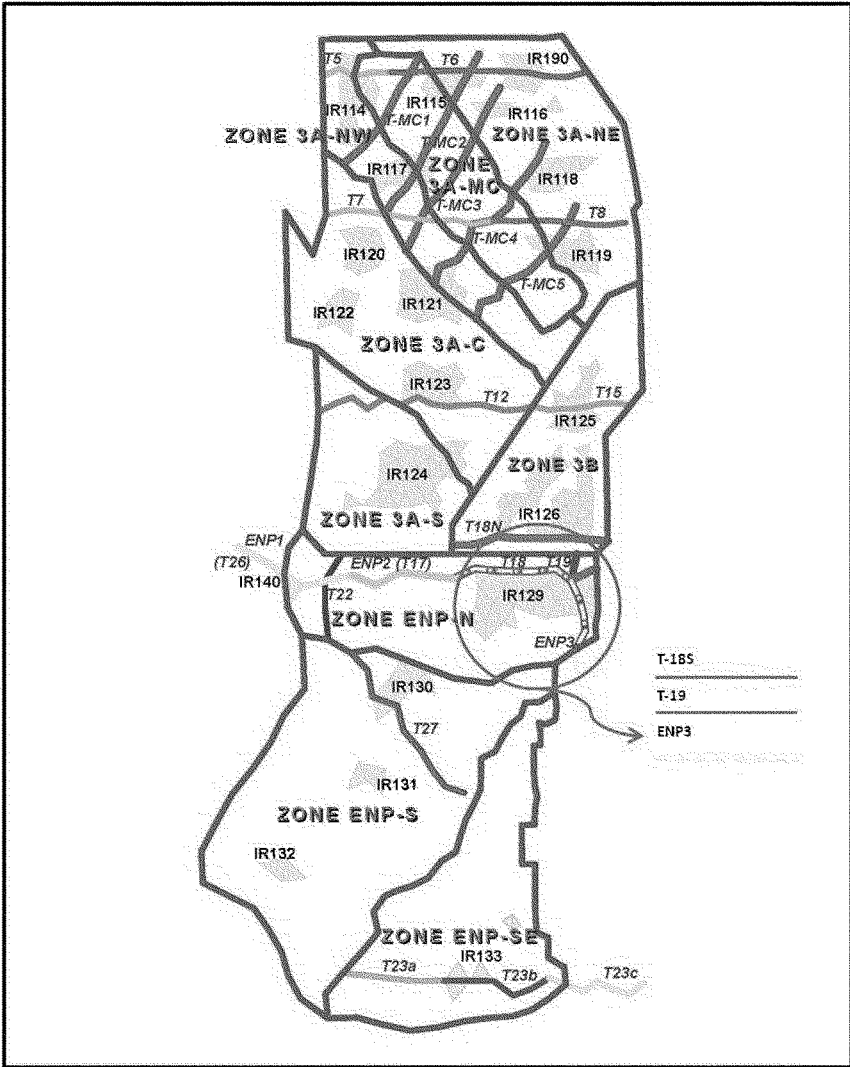 T5
T6
IR190
IR114
IR115
IR116
T-MC1
ZONE 3A-NW
ZONE 3A-NE
T-MC2
ZONE
3A-MC
IR117
IR118
T7
T-MC3
T8
T-MC4
IR120
IR119
T-MC5
IR121
IR122
ZONE 3A-C
IR123
T12
T15
IR125
ZONE 3B
IR124
IR126
ZONE 3A-S
T18N
ENP1
(T26)
ENP2 (T17)
T18
T19
IR140
T22
IR129
ZONE ENP-N
ENP3
T-18S
T-19
ENP3
IR130
T27
IR131
ZONE ENP-S
IR132
ZONE ENP-SE
IR133
T23a
T23b
T23c